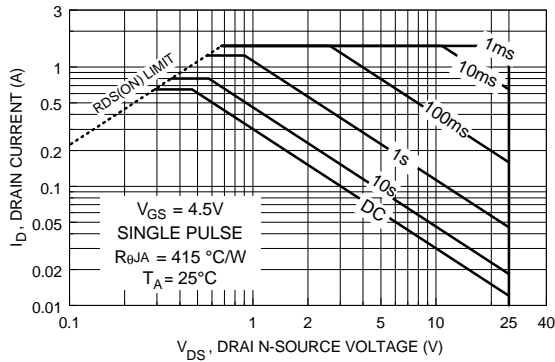 3
1
0.5
0.2
0.1
0.05
0.02
0.01
I_D, DRAIN CURRENT (A)
RDS(ON) LIMIT
1ms
10ms
100ms
1s
10s
DC
V_GS = 4.5V
SINGLE PULSE
R_θJA = 415 °C/W
T_A = 25°C
0.1 1 2 5 10 25 40
V_DS , DRAI N-SOURCE VOLTAGE (V)